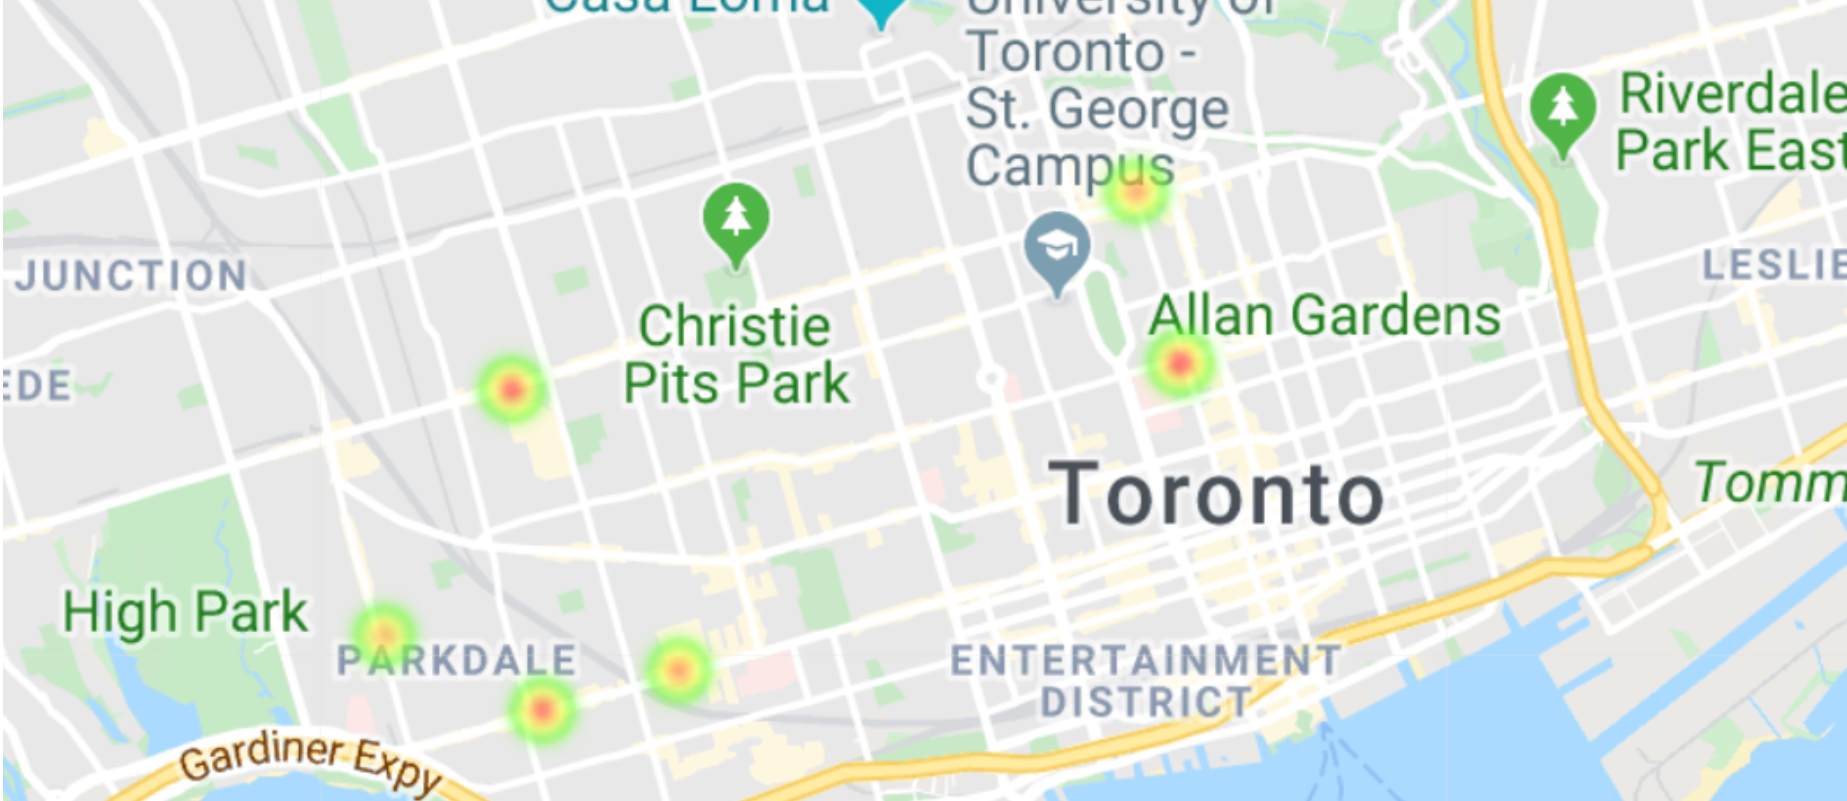 Casa Loma
University of
Toronto -
St. George
Campus
Riverdale
Park East
JUNCTION
Christie
Pits Park
LESLIE
Allan Gardens
EDE
Toronto
Tomm
High Park
PARKDALE
ENTERTAINMENT
DISTRICT
Gardiner Expy